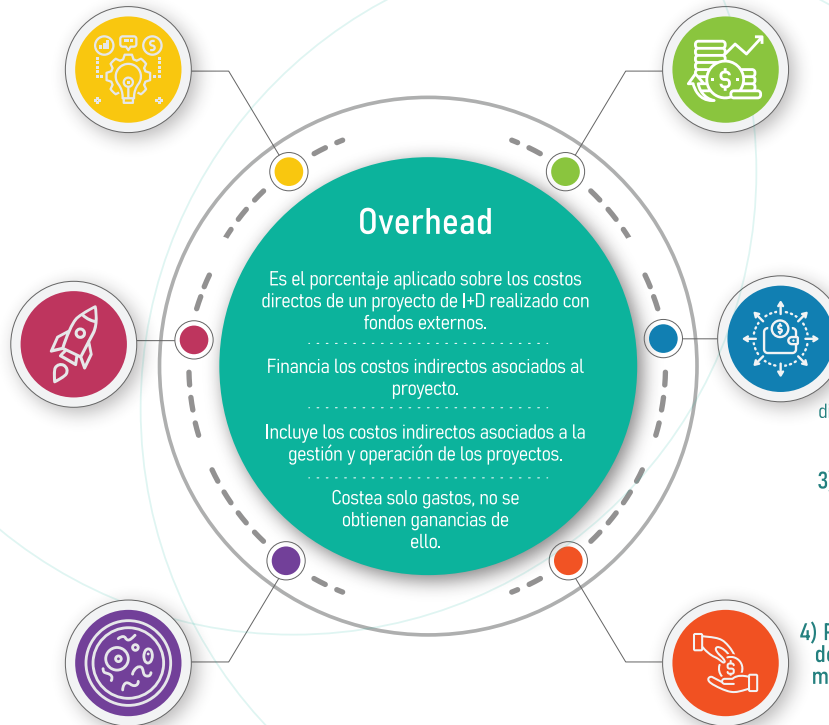 Overhead
Es el porcentaje aplicado sobre los costos
directos de un proyecto de I+D realizado con
fondos externos.
Financia los costos indirectos asociados al
proyecto.
Incluye los costos indirectos asociados a la
gestión y operación de los proyectos.
Costea solo gastos, no se
obtienen ganancias de
ello.
3
4)